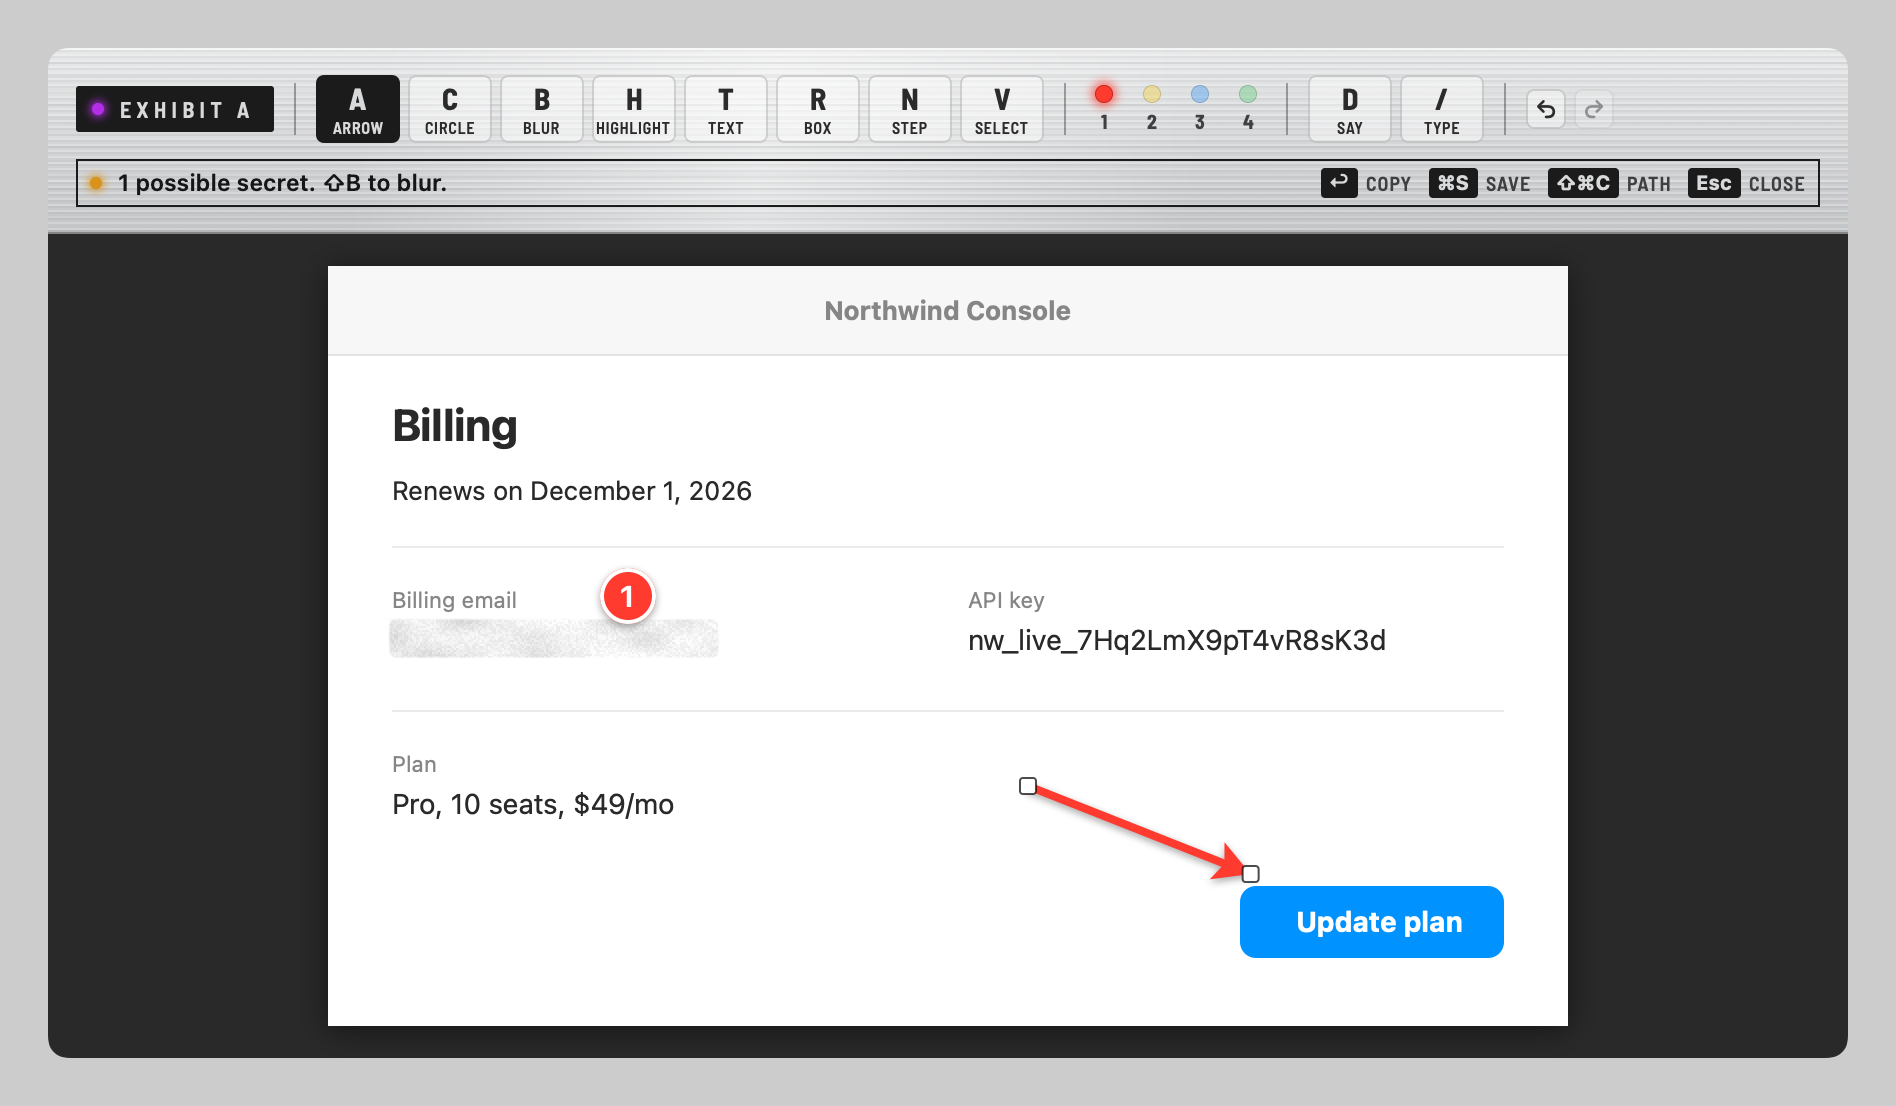 EXHIBIT A
A ARROW
C CIRCLE
B BLUR
H HIGHLIGHT
T TEXT
R BOX
N STEP
V SELECT
1 2 3 4
D SAY
/ TYPE
1 possible secret. ⇧B to blur.
↩ COPY ⌘S SAVE ⇧⌘C PATH Esc CLOSE
Northwind Console
Billing
Renews on December 1, 2026
Billing email
1
API key
nw_live_7Hq2LmX9pT4vR8sK3d
Plan
Pro, 10 seats, $49/mo
Update plan